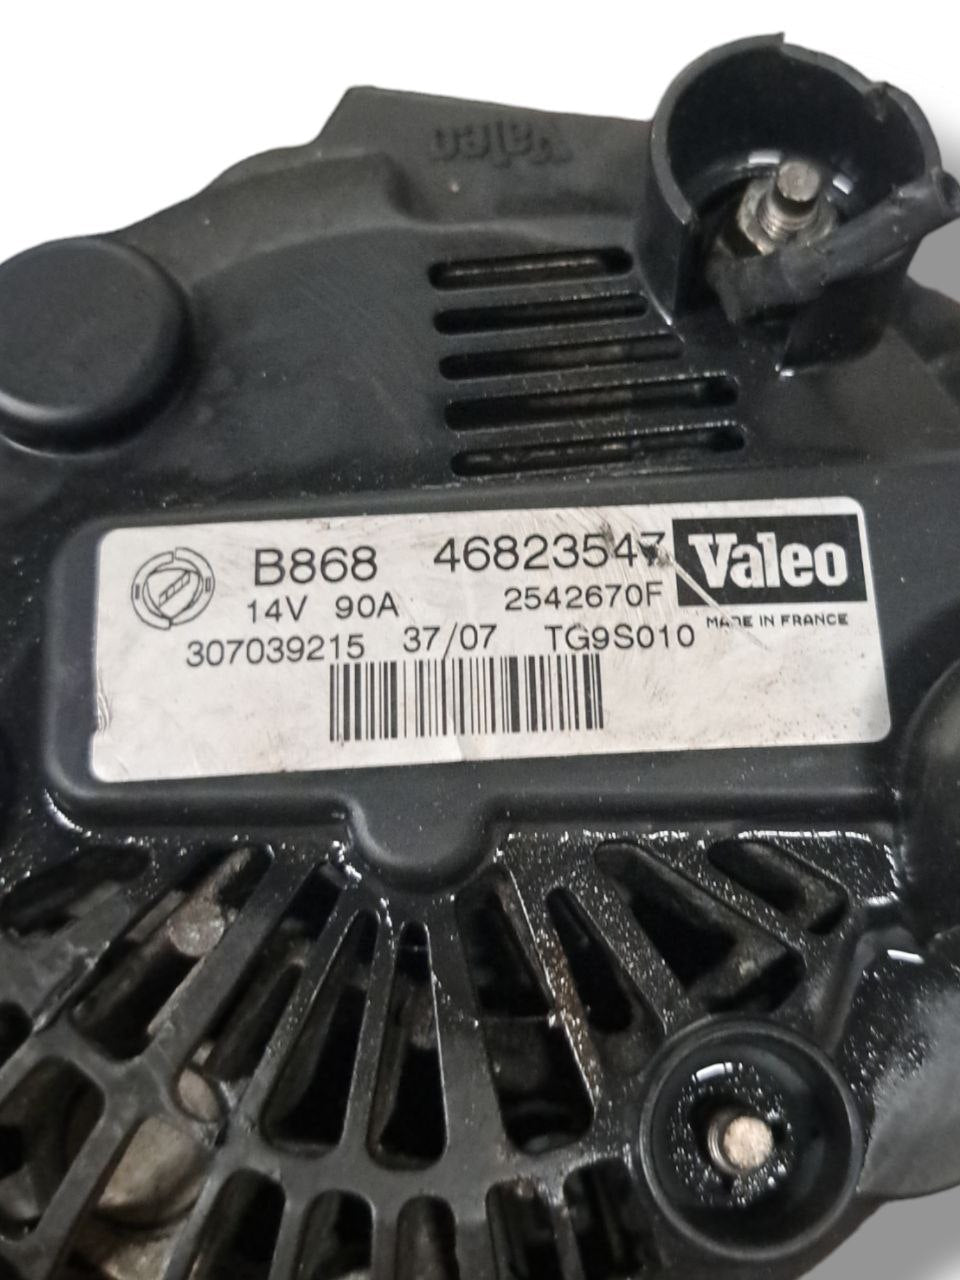 Valeo
B868 46823547 Valeo
14V 90A 2542670F
MADE IN FRANCE
307039215 37/07 TG9S010